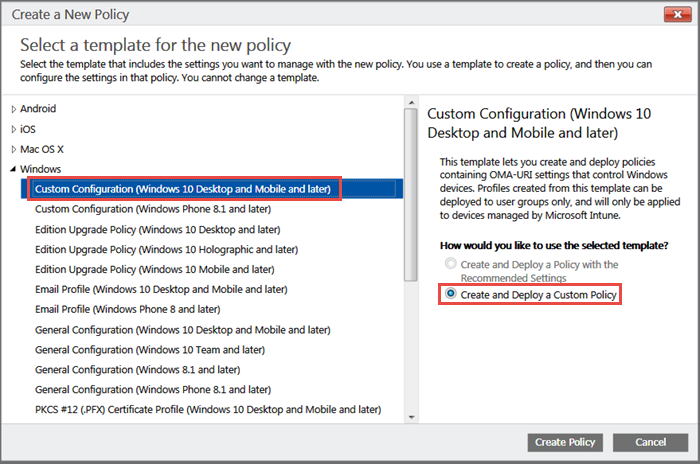 Create a New Policy
Select a template for the new policy
Select the template that includes the settings you want to manage with the new policy. You use a template to create a policy, and then you can
configure the settings in that policy. You cannot change a template.
Android
iOS
Mac OS X
Windows
Custom Configuration (Windows 10 Desktop and Mobile and later)
Custom Configuration (Windows Phone 8.1 and later)
Edition Upgrade Policy (Windows 10 Desktop and later)
Edition Upgrade Policy (Windows 10 Holographic and later)
Edition Upgrade Policy (Windows 10 Mobile and later)
Email Profile (Windows 10 Desktop and Mobile and later)
Email Profile (Windows Phone 8 and later)
General Configuration (Windows 10 Desktop and Mobile and later)
General Configuration (Windows 10 Team and later)
General Configuration (Windows 8.1 and later)
General Configuration (Windows Phone 8.1 and later)
PKCS #12 (.PFX) Certificate Profile (Windows 10 Desktop and Mobile and later)
Custom Configuration (Windows 10
Desktop and Mobile and later)
This template lets you create and deploy policies
containing OMA-URI settings that control Windows
devices. Profiles created from this template can be
deployed to user groups only, and will only be applied
to devices managed by Microsoft Intune.
How would you like to use the selected template?
Create and Deploy a Policy with the
Recommended Settings
Create and Deploy a Custom Policy
Create Policy
Cancel